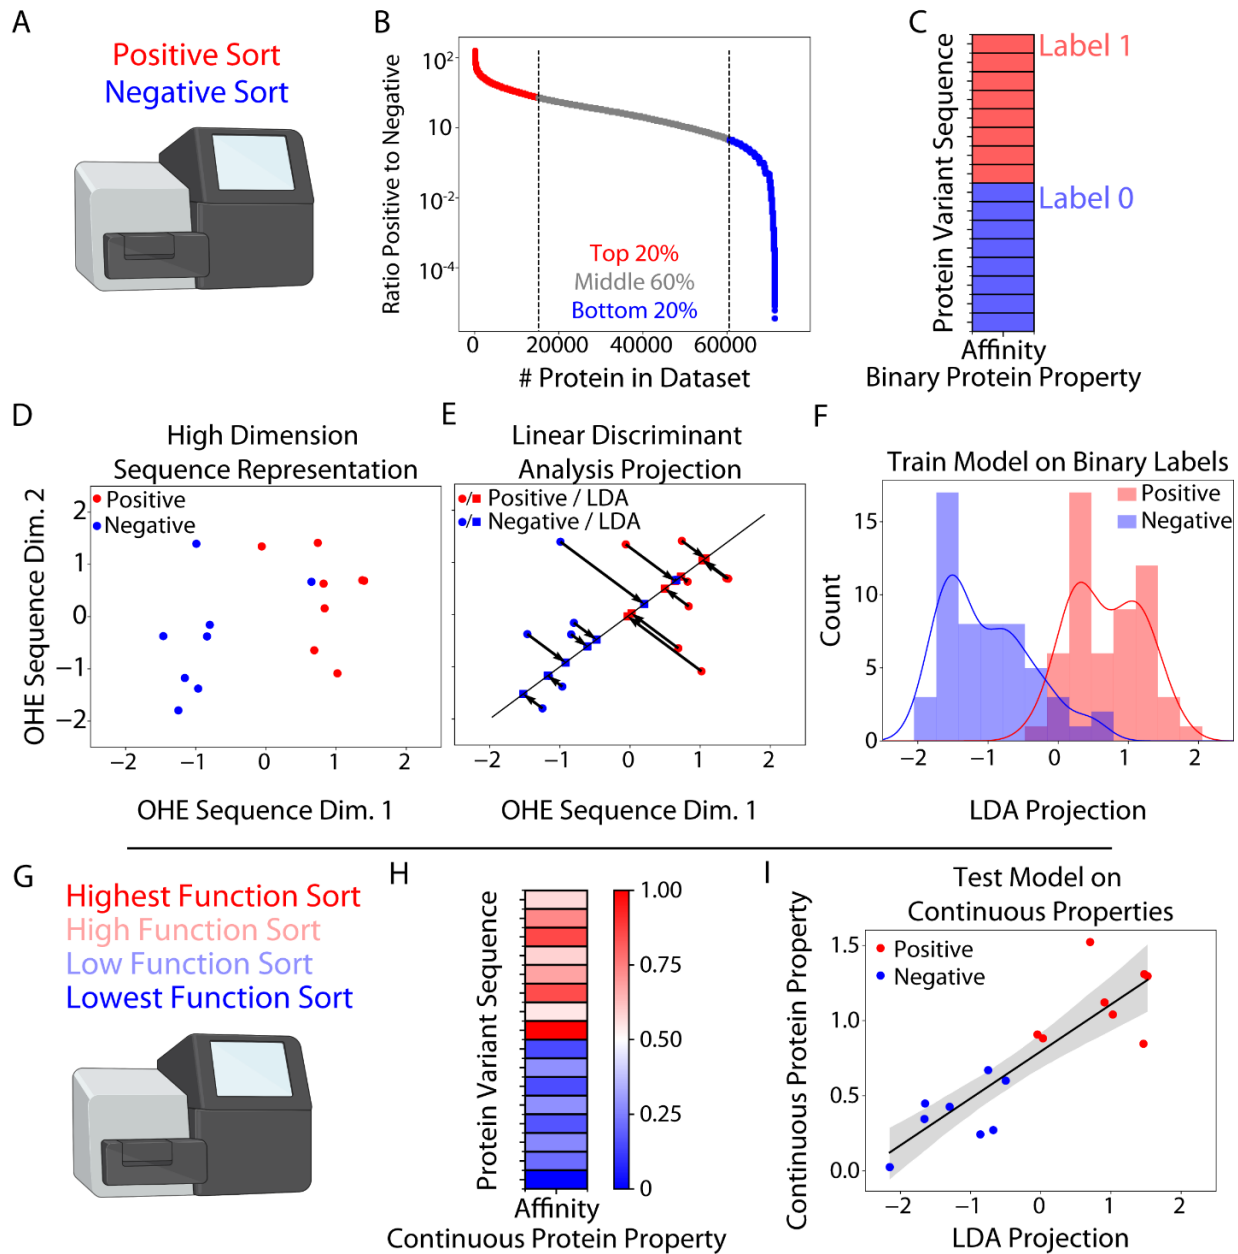 A
Positive Sort
Negative Sort
B
Ratio Positive to Negative
10²
10
10⁻²
10⁻⁴
Top 20%
Middle 60%
Bottom 20%
0 20000 40000 60000
# Protein in Dataset
C
Protein Variant Sequence
Label 1
Label 0
Affinity
Binary Protein Property
D
High Dimension
Sequence Representation
OHE Sequence Dim. 2
Positive
Negative
2
1
0
−1
−2
−2 −1 0 1 2
OHE Sequence Dim. 1
E
Linear Discriminant
Analysis Projection
/ Positive / LDA
/ Negative / LDA
−2 −1 0 1 2
OHE Sequence Dim. 1
F
Train Model on Binary Labels
Positive
Negative
Count
15
10
5
0
−2 −1 0 1 2
LDA Projection
G
Highest Function Sort
High Function Sort
Low Function Sort
Lowest Function Sort
H
Protein Variant Sequence
1.00
0.75
0.50
0.25
0
Affinity
Continuous Protein Property
I
Test Model on
Continuous Properties
Continuous Protein Property
Positive
Negative
1.5
1.0
0.5
0.0
−2 −1 0 1 2
LDA Projection